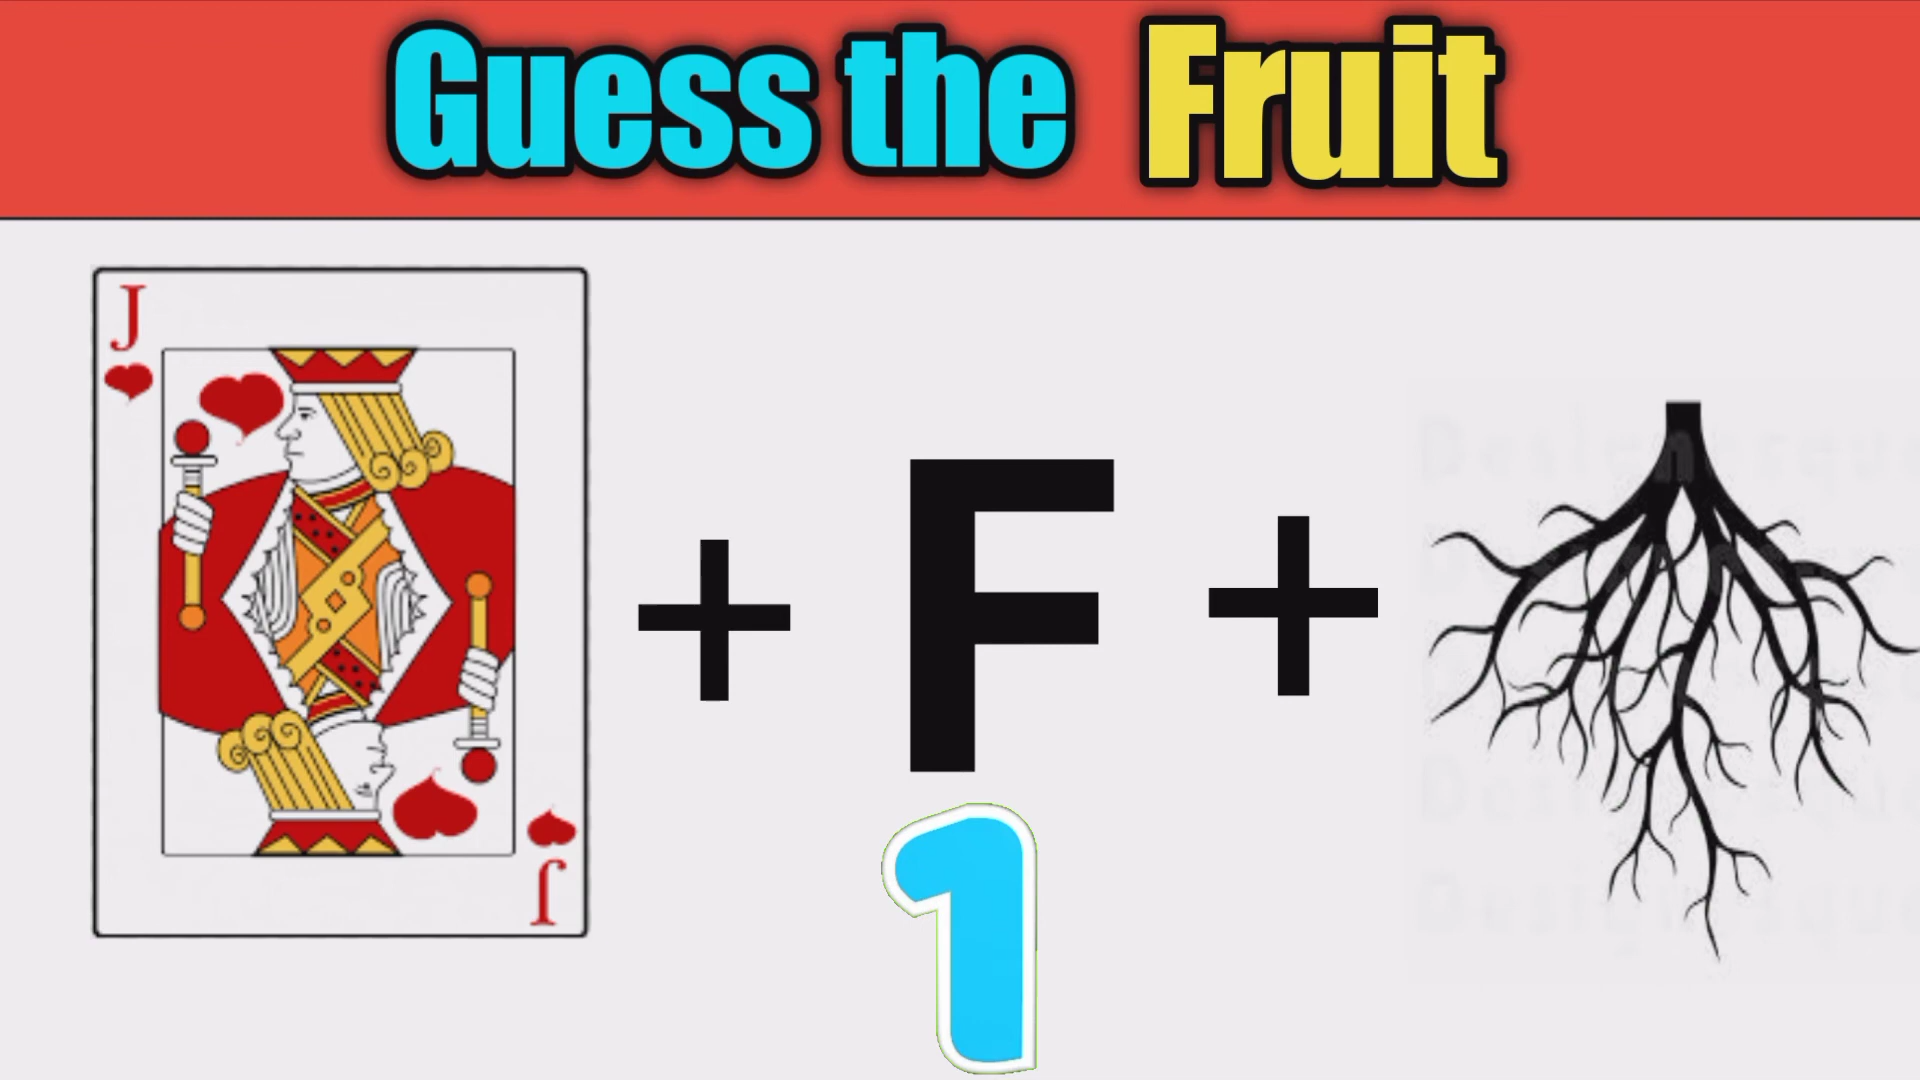 Guess the Fruit
J
+ F +
1
J